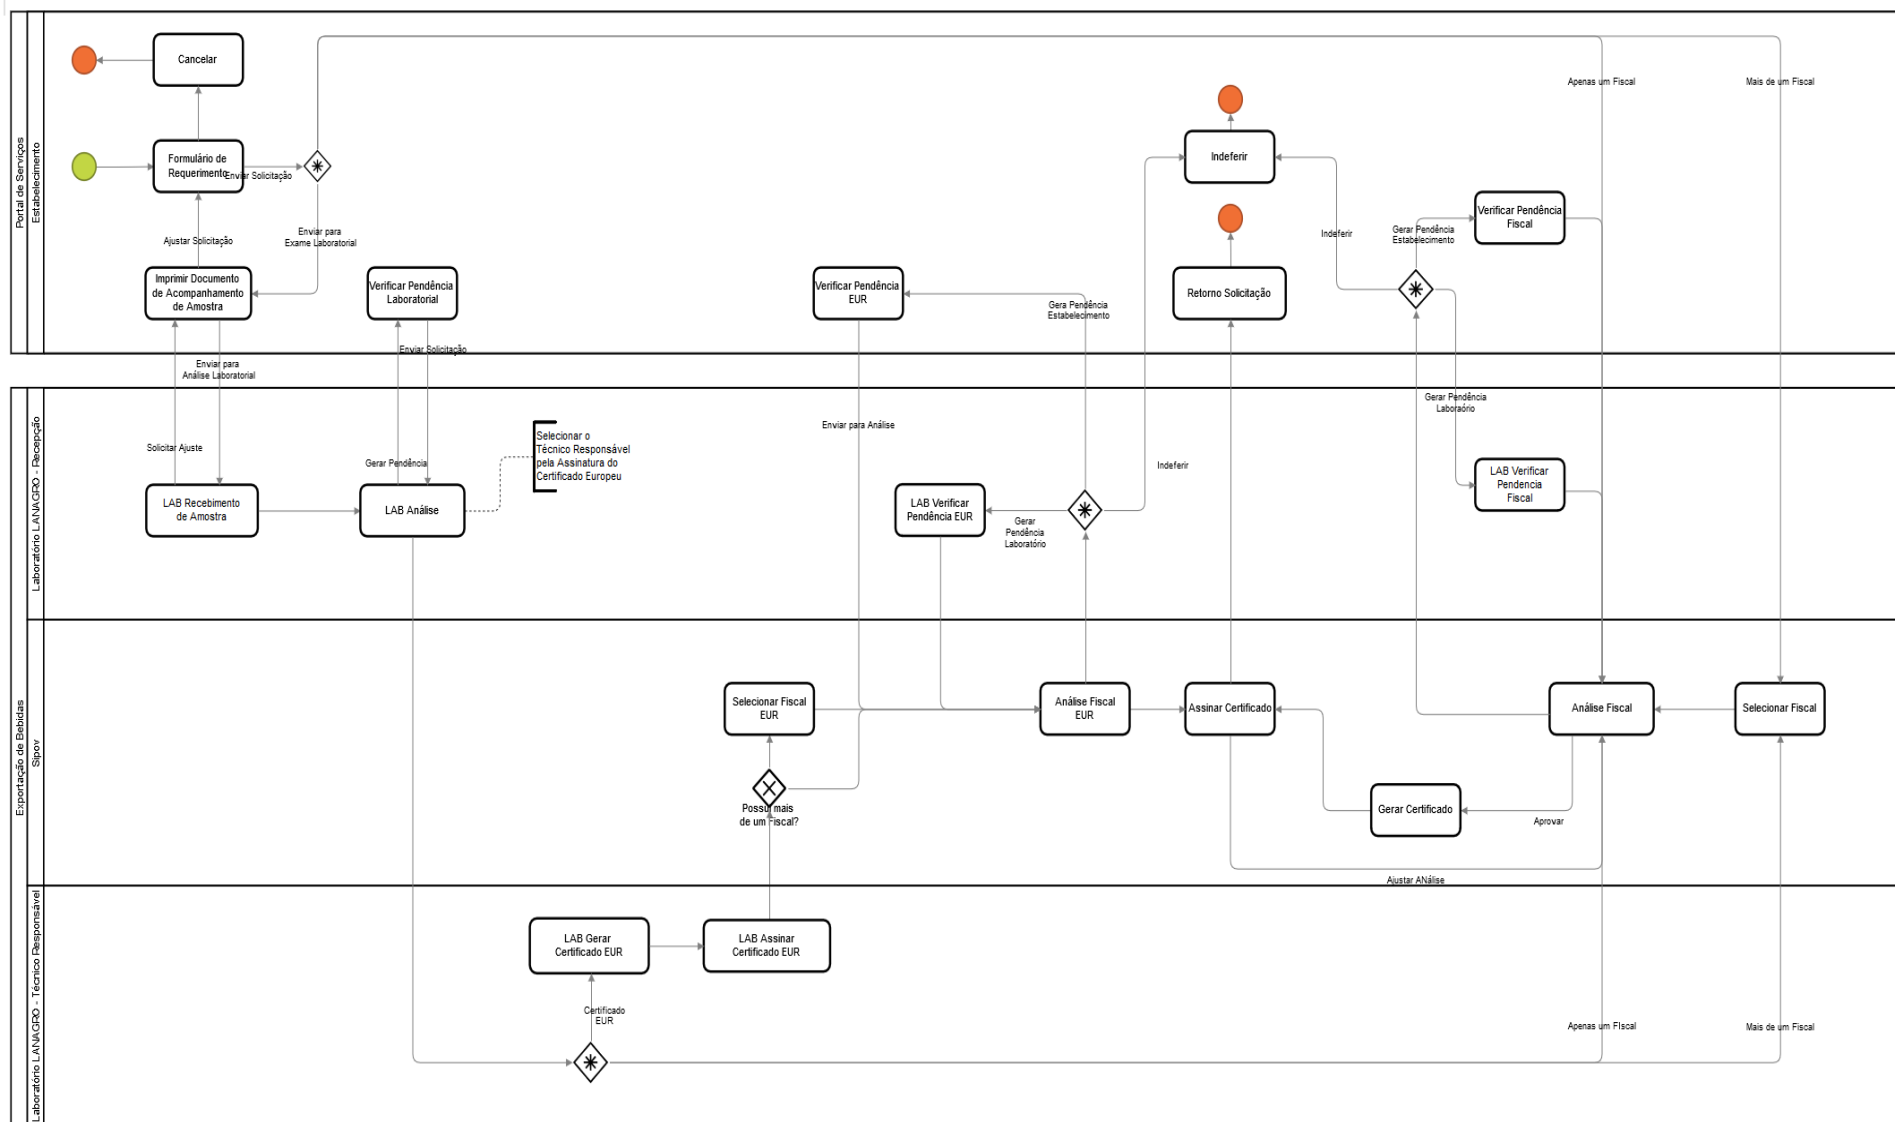 Portal de Serviços
Estabelecimento
Cancelar
Formulário de
Requerimento
Enviar Solicitação
Ajustar Solicitação
Enviar para
Exame Laboratorial
Imprimir Documento
de Acompanhamento
de Amostra
Verificar Pendência
Laboratorial
Enviar Solicitação
Enviar para
Análise Laboratorial
Verificar Pendência
EUR
Gera Pendência
Estabelecimento
Indeferir
Retorno Solicitação
Indeferir
Gerar Pendência
Estabelecimento
Verificar Pendência
Fiscal
Apenas um Fiscal
Mais de um Fiscal
Exportação de Bebidas
Laboratório LANAGRO - Recepção
Solicitar Ajuste
Gerar Pendência
LAB Recebimento
de Amostra
LAB Análise
Selecionar o
Técnico Responsável
pela Assinatura do
Certificado Europeu
Enviar para Análise
LAB Verificar
Pendência EUR
Gerar
Pendência
Laboratório
Indeferir
Gerar Pendência
Laboraório
LAB Verificar
Pendencia
Fiscal
Sipov
Selecionar Fiscal
EUR
Possui mais
de um Fiscal?
Análise Fiscal
EUR
Assinar Certificado
Gerar Certificado
Aprovar
Análise Fiscal
Selecionar Fiscal
Ajustar ANálise
Laboratório LANAGRO - Técnico Responsável
LAB Gerar
Certificado EUR
LAB Assinar
Certificado EUR
Certificado
EUR
Apenas um FIscal
Mais de um Fiscal